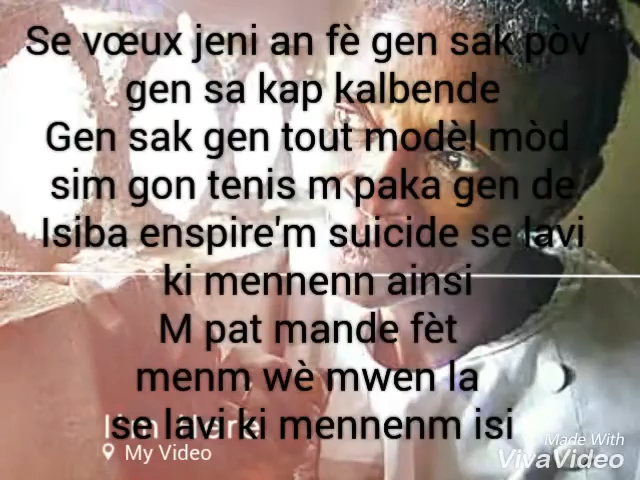 Se vœux jeni an fè gen sak pòv
gen sa kap kalbende
Gen sak gen tout modèl mòd
sim gon tenis m paka gen de
Isiba enspire'm suicide se lavi
ki mennenn ainsi
M pat mande fèt
menm wè mwen la
se lavi ki mennenm isi
My Video
Made With
VivaVideo